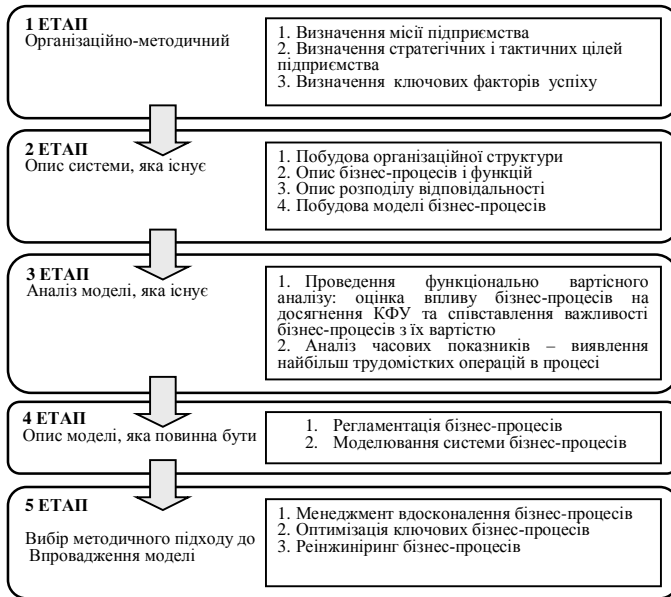 1 ЕТАП
Організаційно-методичний
1. Визначення місії підприємства
2. Визначення стратегічних і тактичних цілей
підприємства
3. Визначення ключових факторів успіху
2 ЕТАП
Опис системи, яка існує
1. Побудова організаційної структури
2. Опис бізнес-процесів і функцій
3. Опис розподілу відповідальності
4. Побудова моделі бізнес-процесів
3 ЕТАП
Аналіз моделі, яка існує
1. Проведення функціонально вартісного
аналізу: оцінка впливу бізнес-процесів на
досягнення КФУ та співставлення важливості
бізнес-процесів з їх вартістю
2. Аналіз часових показників – виявлення
найбільш трудомістких операцій в процесі
4 ЕТАП
Опис моделі, яка повинна бути
1. Регламентація бізнес-процесів
2. Моделювання системи бізнес-процесів
5 ЕТАП
Вибір методичного підходу до
Впровадження моделі
1. Менеджмент вдосконалення бізнес-процесів
2. Оптимізація ключових бізнес-процесів
3. Реінжиніринг бізнес-процесів